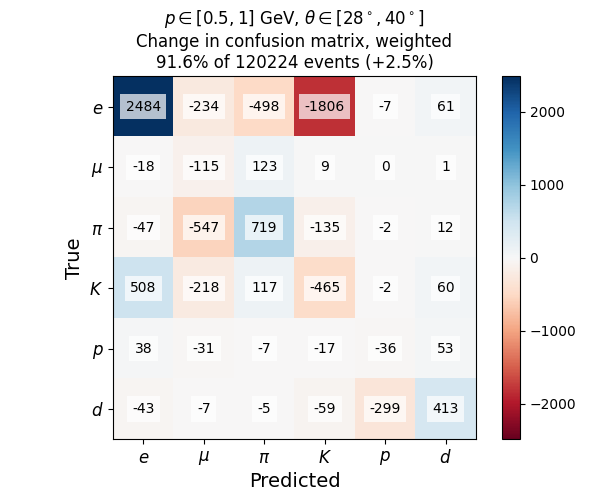 p ∈ [0.5, 1] GeV, θ ∈ [28°, 40°]
Change in confusion matrix, weighted
91.6% of 120224 events (+2.5%)
e 2484 -234 -498 -1806 -7 61
μ -18 -115 123 9 0 1
π -47 -547 719 -135 -2 12
K 508 -218 117 -465 -2 60
p 38 -31 -7 -17 -36 53
d -43 -7 -5 -59 -299 413
e μ π K p d
Predicted
True
2000
1000
0
−1000
−2000